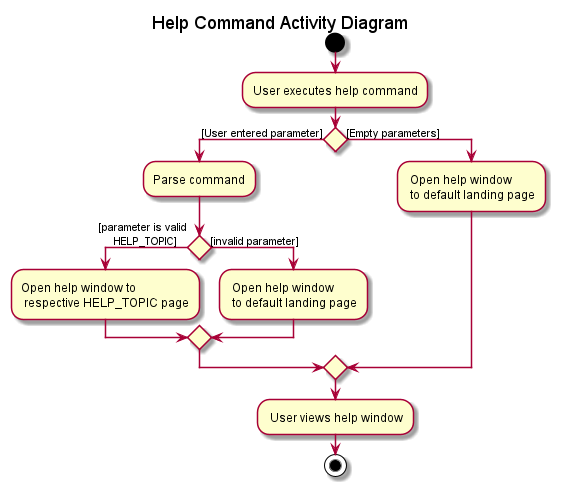 Help Command Activity Diagram
User executes help command
[User entered parameter]
[Empty parameters]
Parse command
Open help window
to default landing page
[parameter is valid
HELP_TOPIC]
[invalid parameter]
Open help window to
respective HELP_TOPIC page
Open help window
to default landing page
User views help window